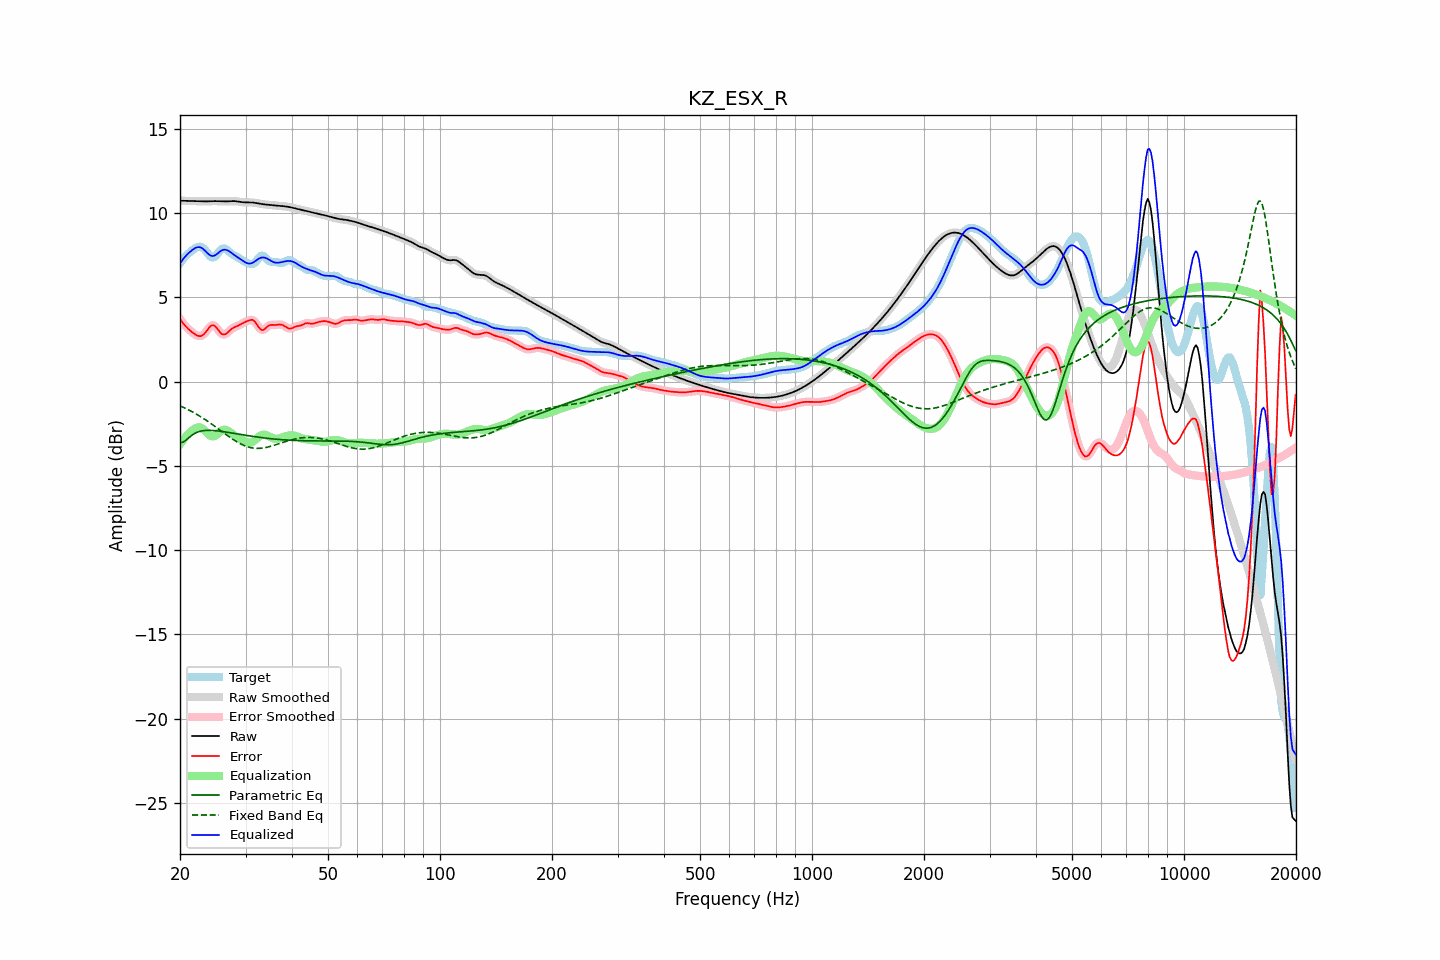 KZ_ESX_R
Amplitude (dBr)
15
10
5
0
−5
−10
−15
−20
−25
Target
Raw Smoothed
Error Smoothed
Raw
Error
Equalization
Parametric Eq
Fixed Band Eq
Equalized
20
50
100
200
500
1000
2000
5000
10000
20000
Frequency (Hz)